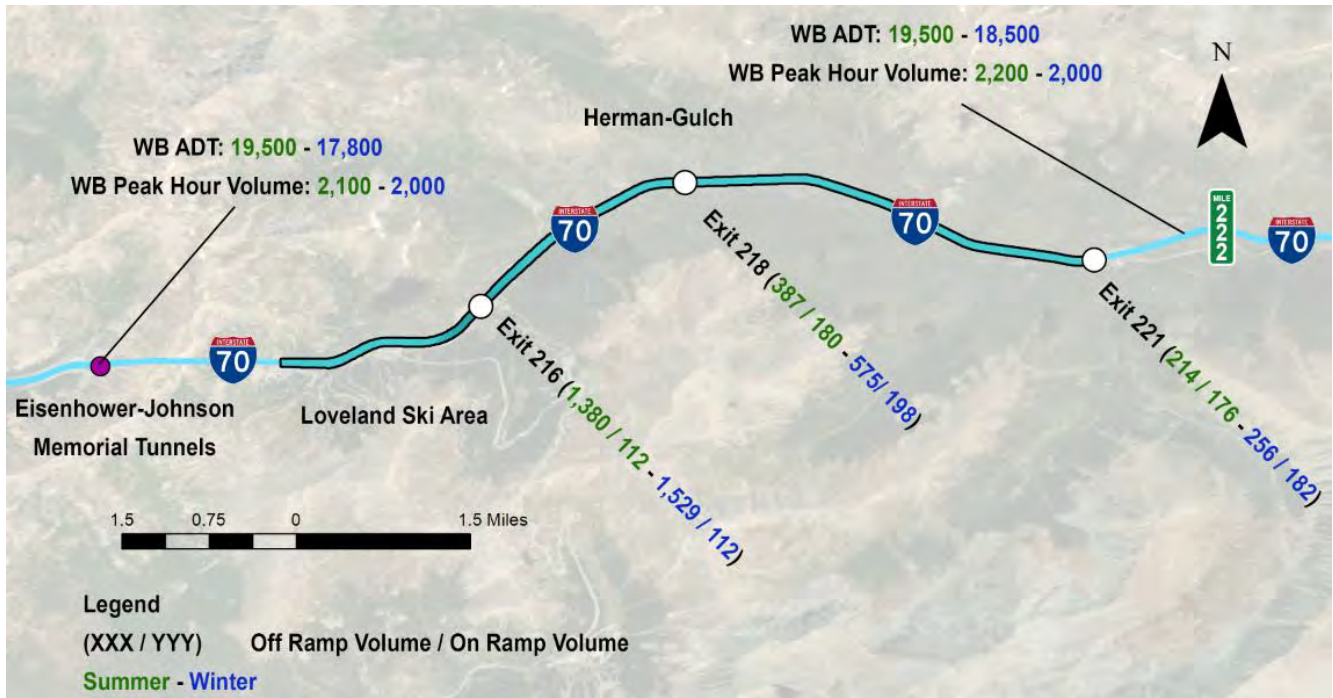 WB ADT: 19,500 - 18,500
WB Peak Hour Volume: 2,200 - 2,000
N
Herman-Gulch
WB ADT: 19,500 - 17,800
WB Peak Hour Volume: 2,100 - 2,000
INTERSTATE
70
INTERSTATE
70
MILE
222
INTERSTATE
70
INTERSTATE
70
Exit 216 (1,380 / 112 - 1,529 / 112)
Exit 218 (387 / 180 - 575/ 198)
Exit 221 (214 / 176 - 256 / 182)
Eisenhower-Johnson
Memorial Tunnels
Loveland Ski Area
1.5 0.75 0 1.5 Miles
Legend
(XXX / YYY) Off Ramp Volume / On Ramp Volume
Summer - Winter